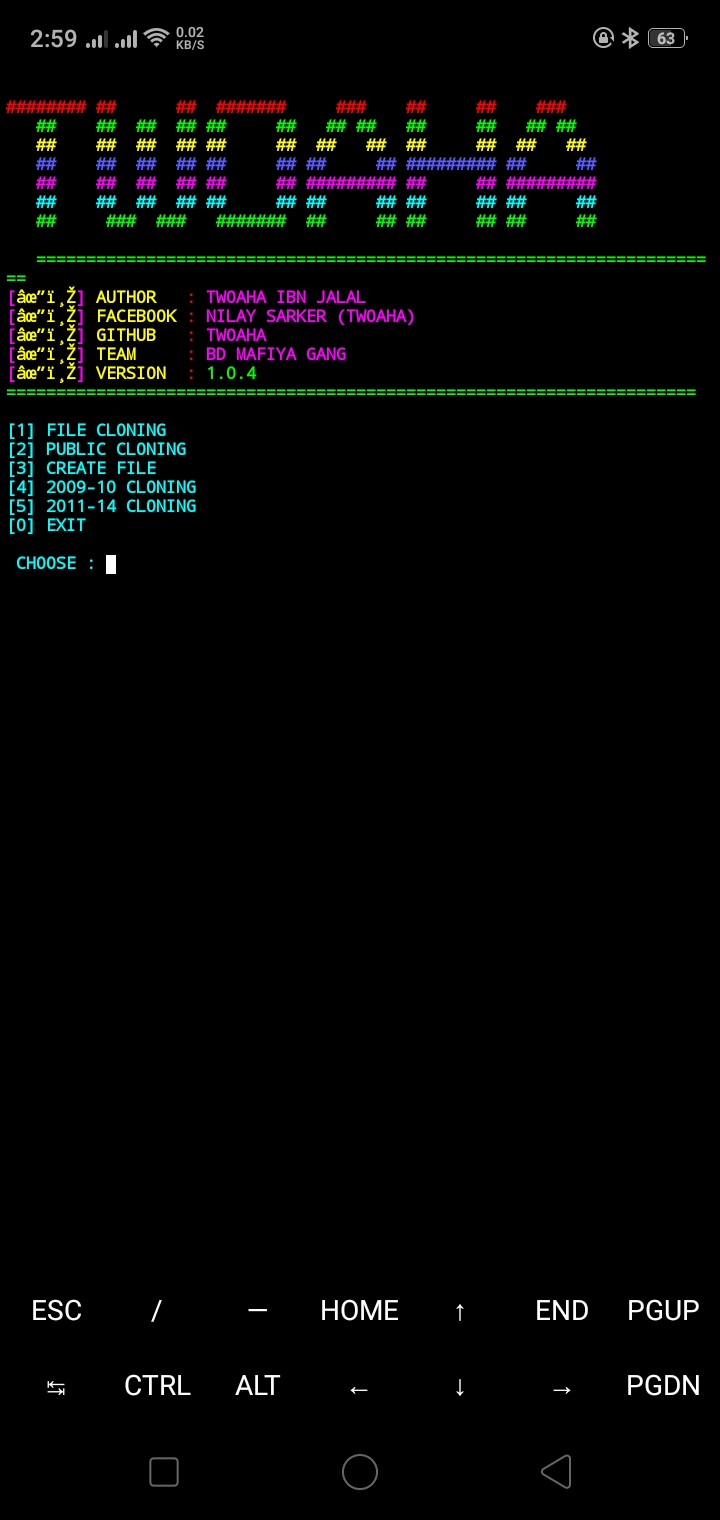 2:59 0.02 KB/S 63
######## ##      ##  #######     ###    ##     ##    ###
   ##    ##  ##  ## ##     ##   ## ##   ##     ##   ## ##
   ##    ##  ##  ## ##     ##  ##   ##  ##     ##  ##   ##
   ##    ##  ##  ## ##     ## ##     ## ######### ##     ##
   ##    ##  ##  ## ##     ## ######### ##     ## #########
   ##    ##  ##  ## ##     ## ##     ## ##     ## ##     ##
   ##     ###  ###   #######  ##     ## ##     ## ##     ##
   ===================================================================
==
[âœ”ï¸Ž] AUTHOR   : TWOAHA IBN JALAL
[âœ”ï¸Ž] FACEBOOK : NILAY SARKER (TWOAHA)
[âœ”ï¸Ž] GITHUB   : TWOAHA
[âœ”ï¸Ž] TEAM     : BD MAFIYA GANG
[âœ”ï¸Ž] VERSION  : 1.0.4
=====================================================================
[1] FILE CLONING
[2] PUBLIC CLONING
[3] CREATE FILE
[4] 2009-10 CLONING
[5] 2011-14 CLONING
[0] EXIT
CHOOSE :
ESC / — HOME ↑ END PGUP
↹ CTRL ALT ← ↓ → PGDN